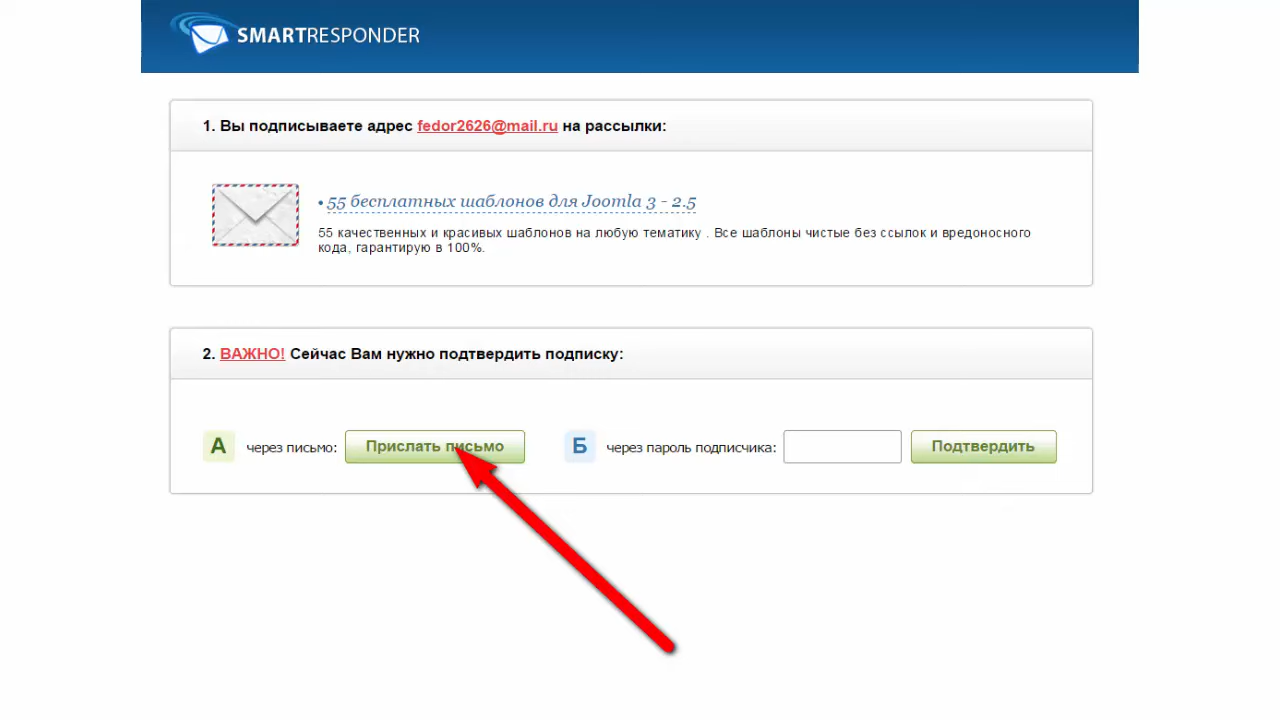 SMARTRESPONDER
1. Вы подписываете адрес fedor2626@mail.ru на рассылки:
• 55 бесплатных шаблонов для Joomla 3 - 2.5
55 качественных и красивых шаблонов на любую тематику . Все шаблоны чистые без ссылок и вредоносного
кода, гарантирую в 100%.
2. ВАЖНО! Сейчас Вам нужно подтвердить подписку:
А через письмо: Прислать письмо Б через пароль подписчика: Подтвердить